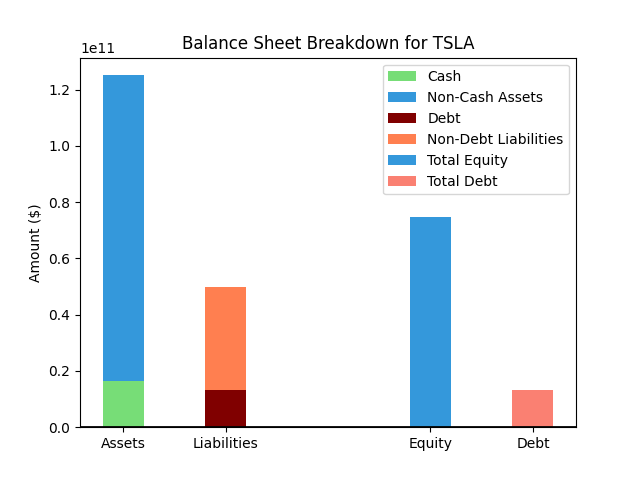 Balance Sheet Breakdown for TSLA
1e11
1.2
1.0
0.8
0.6
0.4
0.2
0.0
Amount ($)
Cash
Non-Cash Assets
Debt
Non-Debt Liabilities
Total Equity
Total Debt
Assets
Liabilities
Equity
Debt